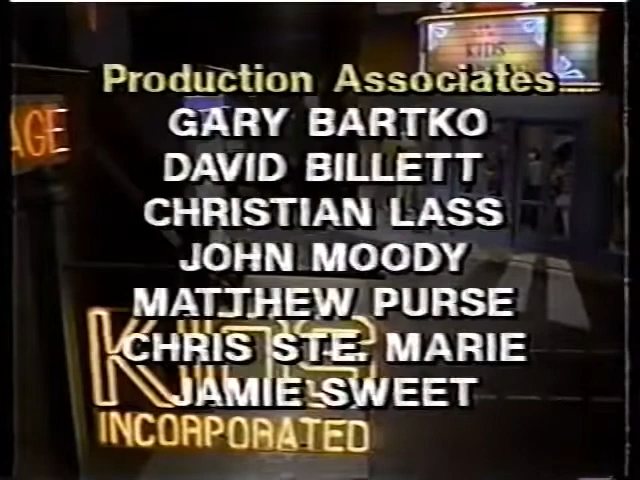 KIDS
Production Associates
AGE
GARY BARTKO
DAVID BILLETT
CHRISTIAN LASS
JOHN MOODY
MATTHEW PURSE
CHRIS STE. MARIE
JAMIE SWEET
KIDS
INCORPORATED